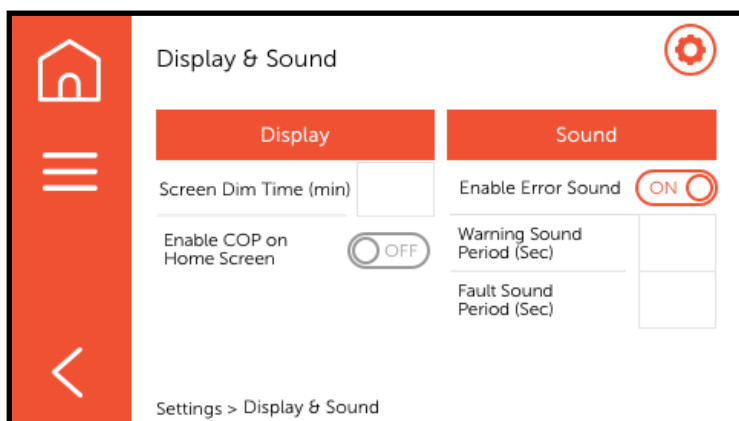 Display & Sound
Display
Screen Dim Time (min)
Enable COP on
Home Screen
OFF
Sound
Enable Error Sound
ON
Warning Sound
Period (Sec)
Fault Sound
Period (Sec)
Settings > Display & Sound